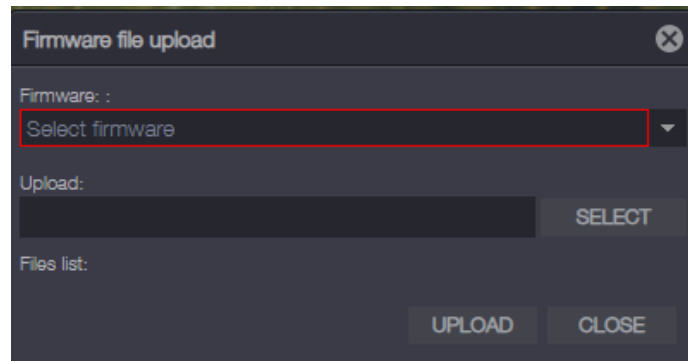 Firmware file upload
Firmware: :
Select firmware
Upload:
SELECT
Files list:
UPLOAD CLOSE